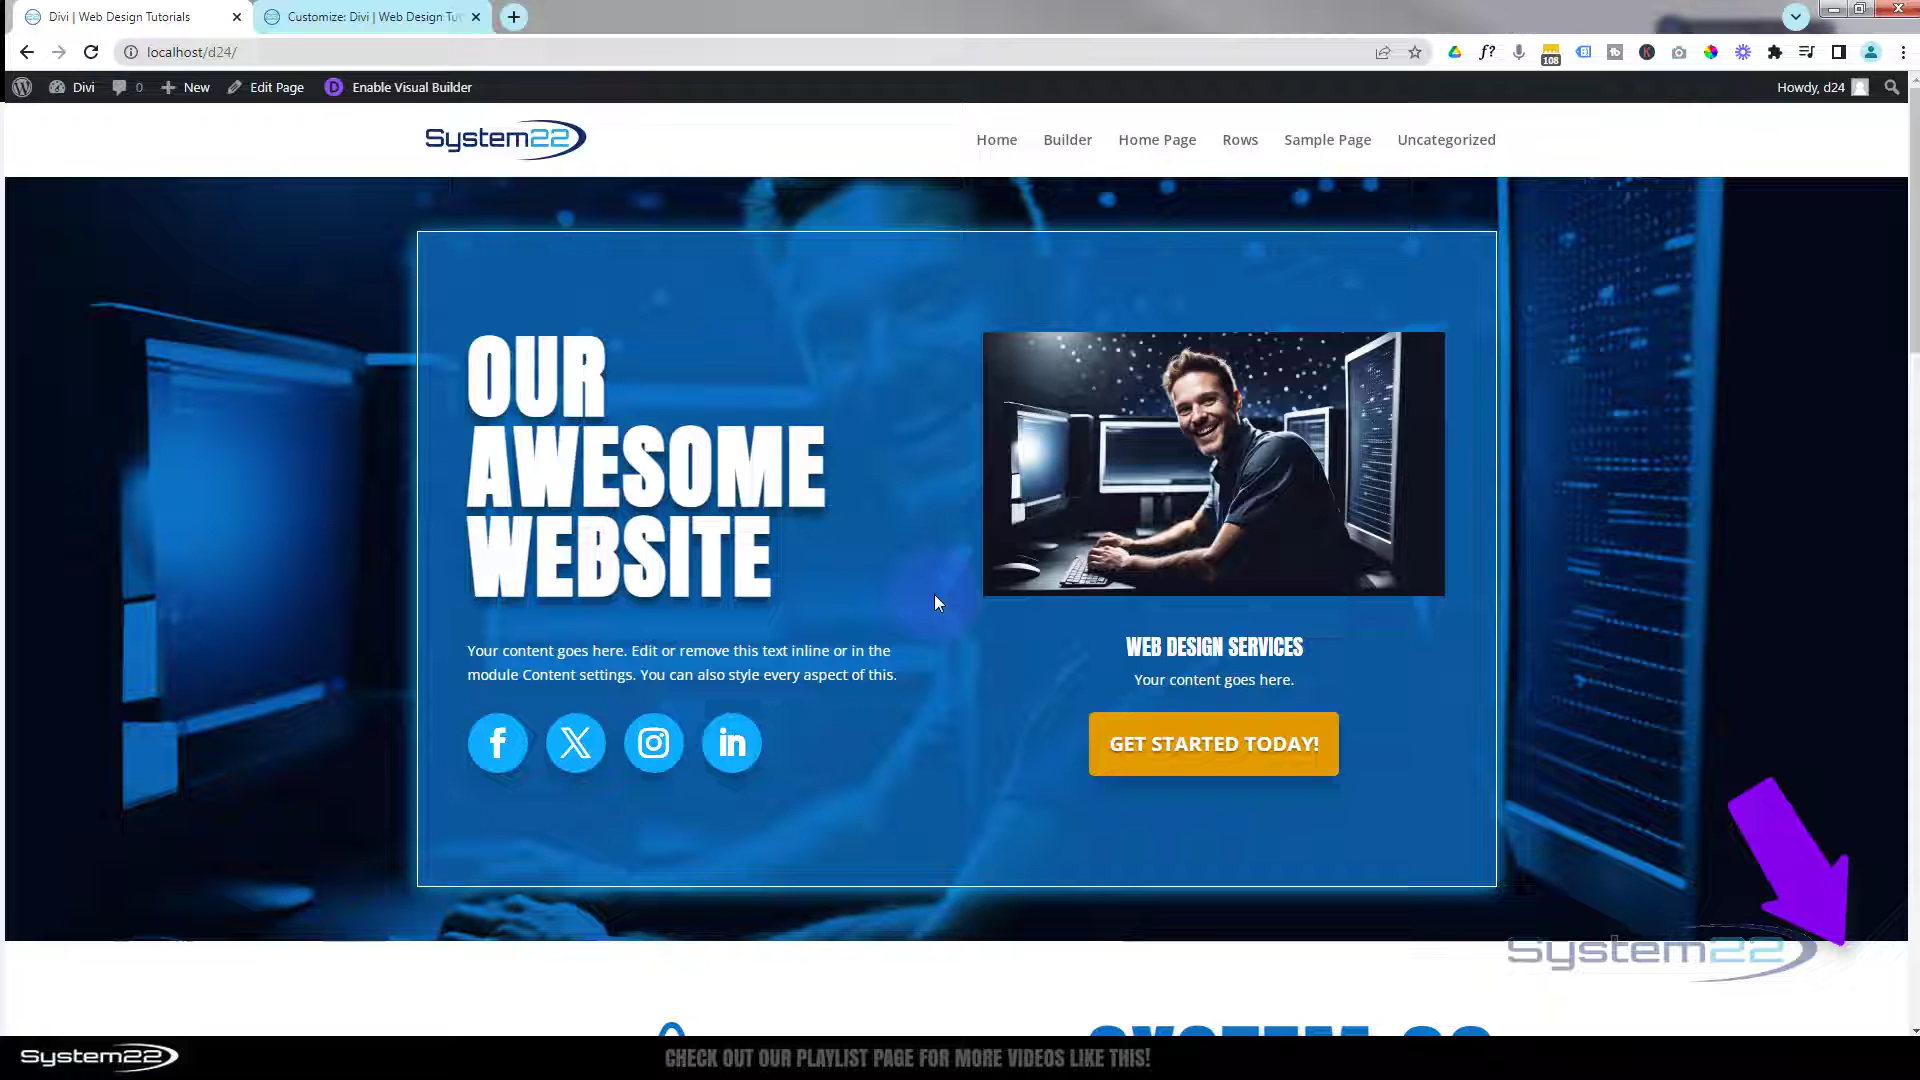 Divi | Web Design Tutorials
Customize: Divi | Web Design Tut
localhost/d24/
f?
108
Divi
0
New
Edit Page
D
Enable Visual Builder
Howdy, d24
System22
Home
Builder
Home Page
Rows
Sample Page
Uncategorized
OUR
AWESOME
WEBSITE
WEB DESIGN SERVICES
Your content goes here. Edit or remove this text inline or in the
module Content settings. You can also style every aspect of this.
Your content goes here.
GET STARTED TODAY!
System22
System22
CHECK OUT OUR PLAYLIST PAGE FOR MORE VIDEOS LIKE THIS!